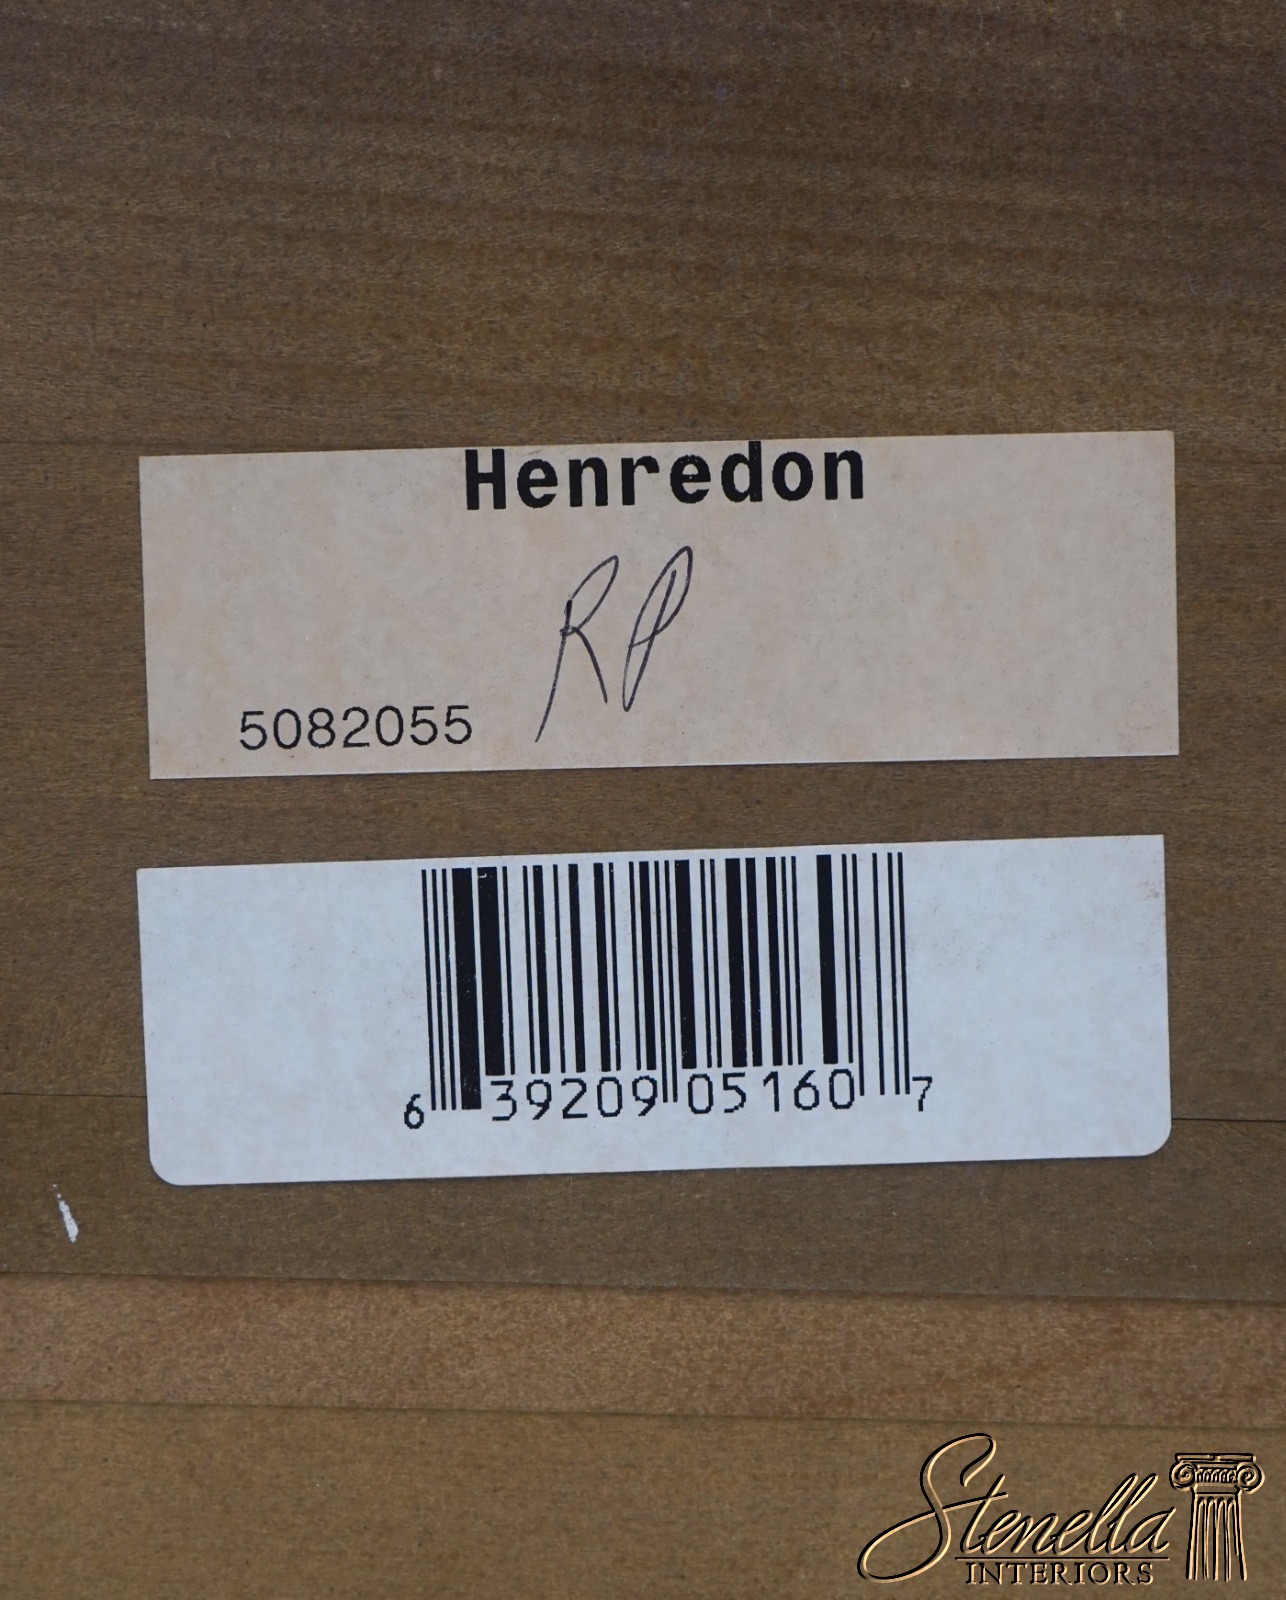 Henredon
RP
5082055
6 39209 05160 7
Stenella
INTERIORS